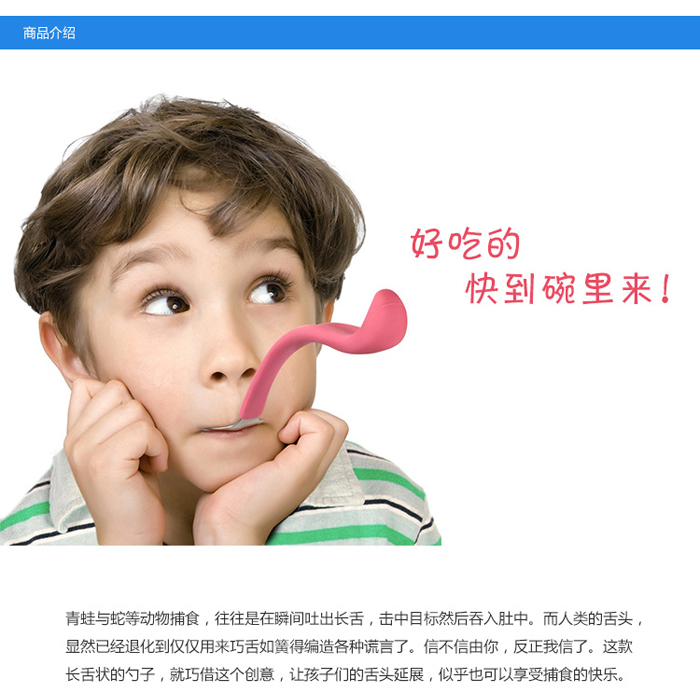 商品介绍
好吃的
快到碗里来!
青蛙与蛇等动物捕食，往往是在瞬间吐出长舌，击中目标然后吞入肚中。而人类的舌头，
显然已经退化到仅仅用来巧舌如簧得编造各种谎言了。信不信由你，反正我信了。这款
长舌状的勺子，就巧借这个创意，让孩子们的舌头延展，似乎也可以享受捕食的快乐。